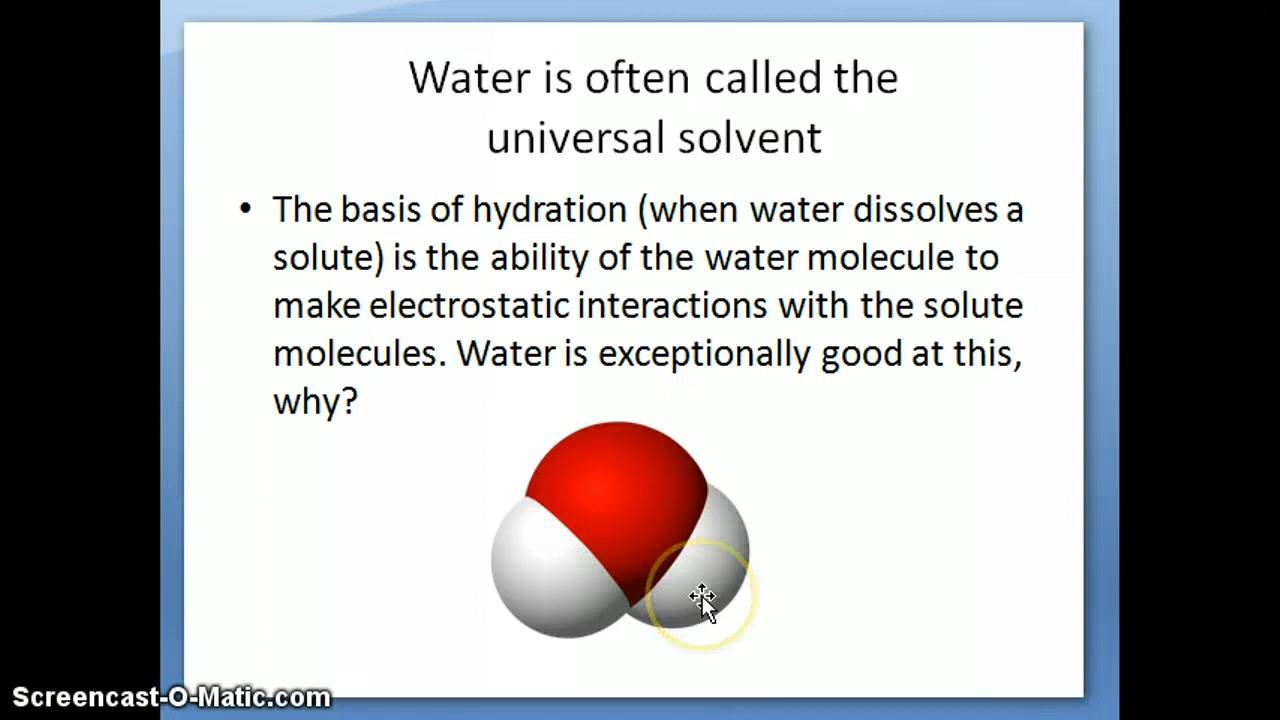 Water is often called the
universal solvent
• The basis of hydration (when water dissolves a
solute) is the ability of the water molecule to
make electrostatic interactions with the solute
molecules. Water is exceptionally good at this,
why?
Screencast-O-Matic.com